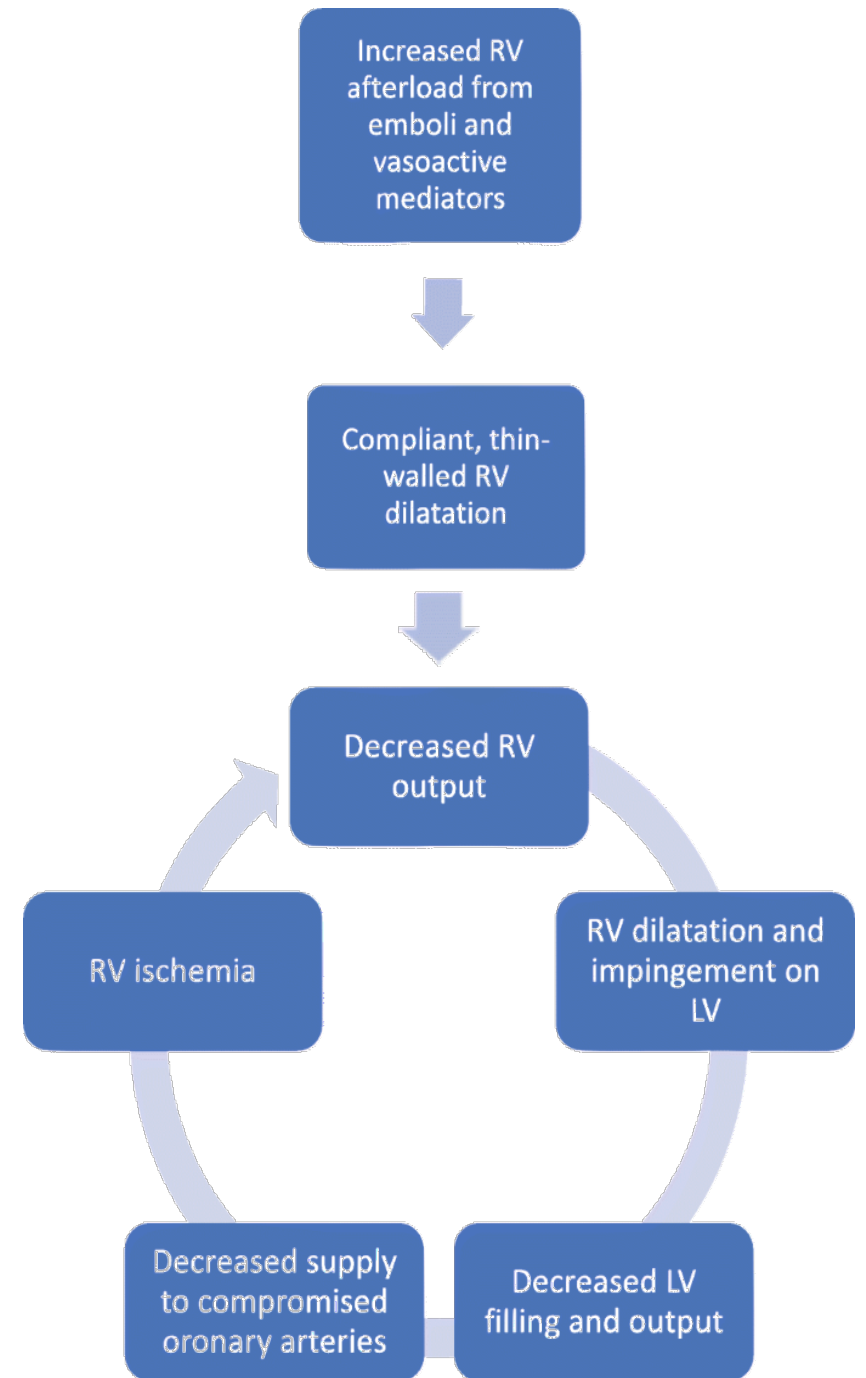 Increased RV
afterload from
emboli and
vasoactive
mediators
Compliant, thin-
walled RV
dilatation
Decreased RV
output
RV dilatation and
impingement on
LV
Decreased LV
filling and output
Decreased supply
to compromised
oronary arteries
RV ischemia